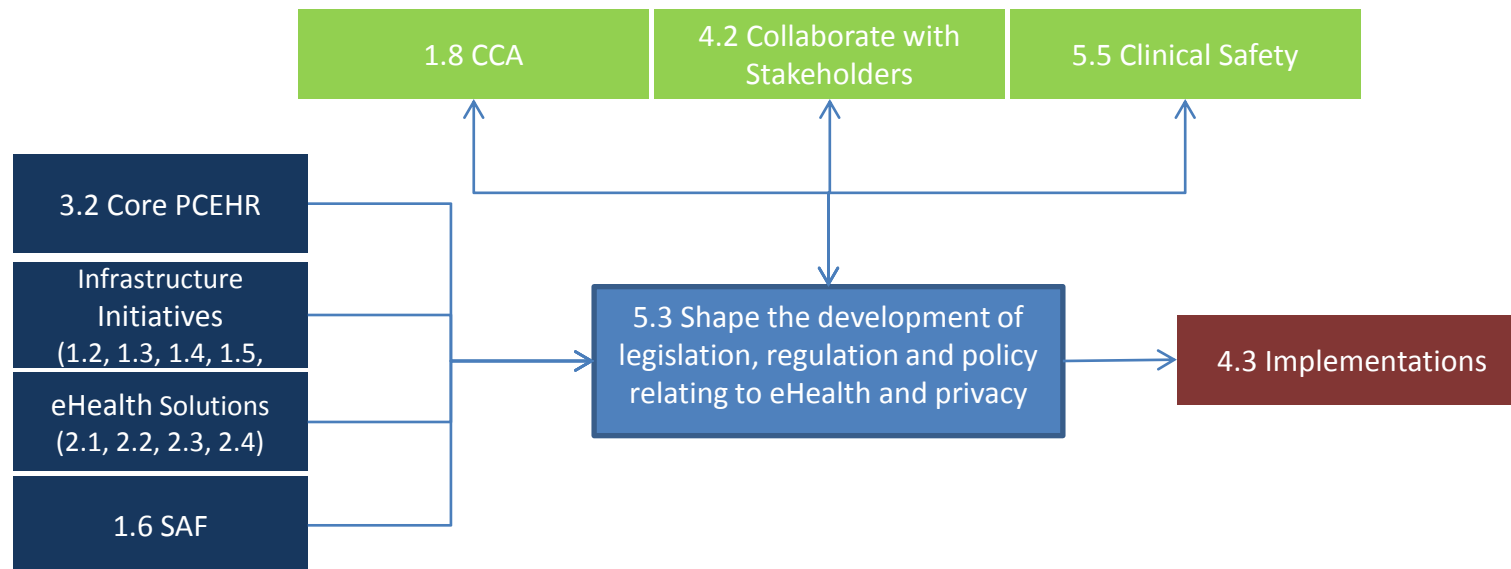 1.8 CCA
4.2 Collaborate with
Stakeholders
5.5 Clinical Safety
3.2 Core PCEHR
Infrastructure
Initiatives
(1.2, 1.3, 1.4, 1.5,
eHealth Solutions
(2.1, 2.2, 2.3, 2.4)
1.6 SAF
5.3 Shape the development of
legislation, regulation and policy
relating to eHealth and privacy
4.3 Implementations